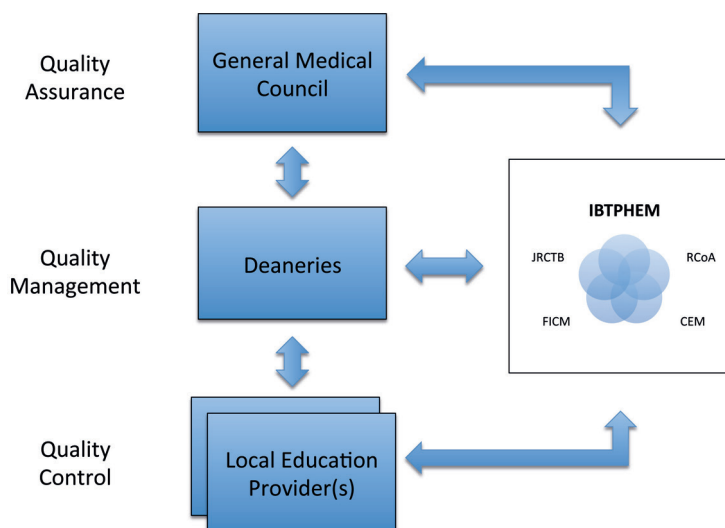 Quality
Assurance
General Medical
Council
Quality
Management
Deaneries
IBTPHEM
JRCTB
RCoA
FICM
CEM
Quality
Control
Local Education
Provider(s)